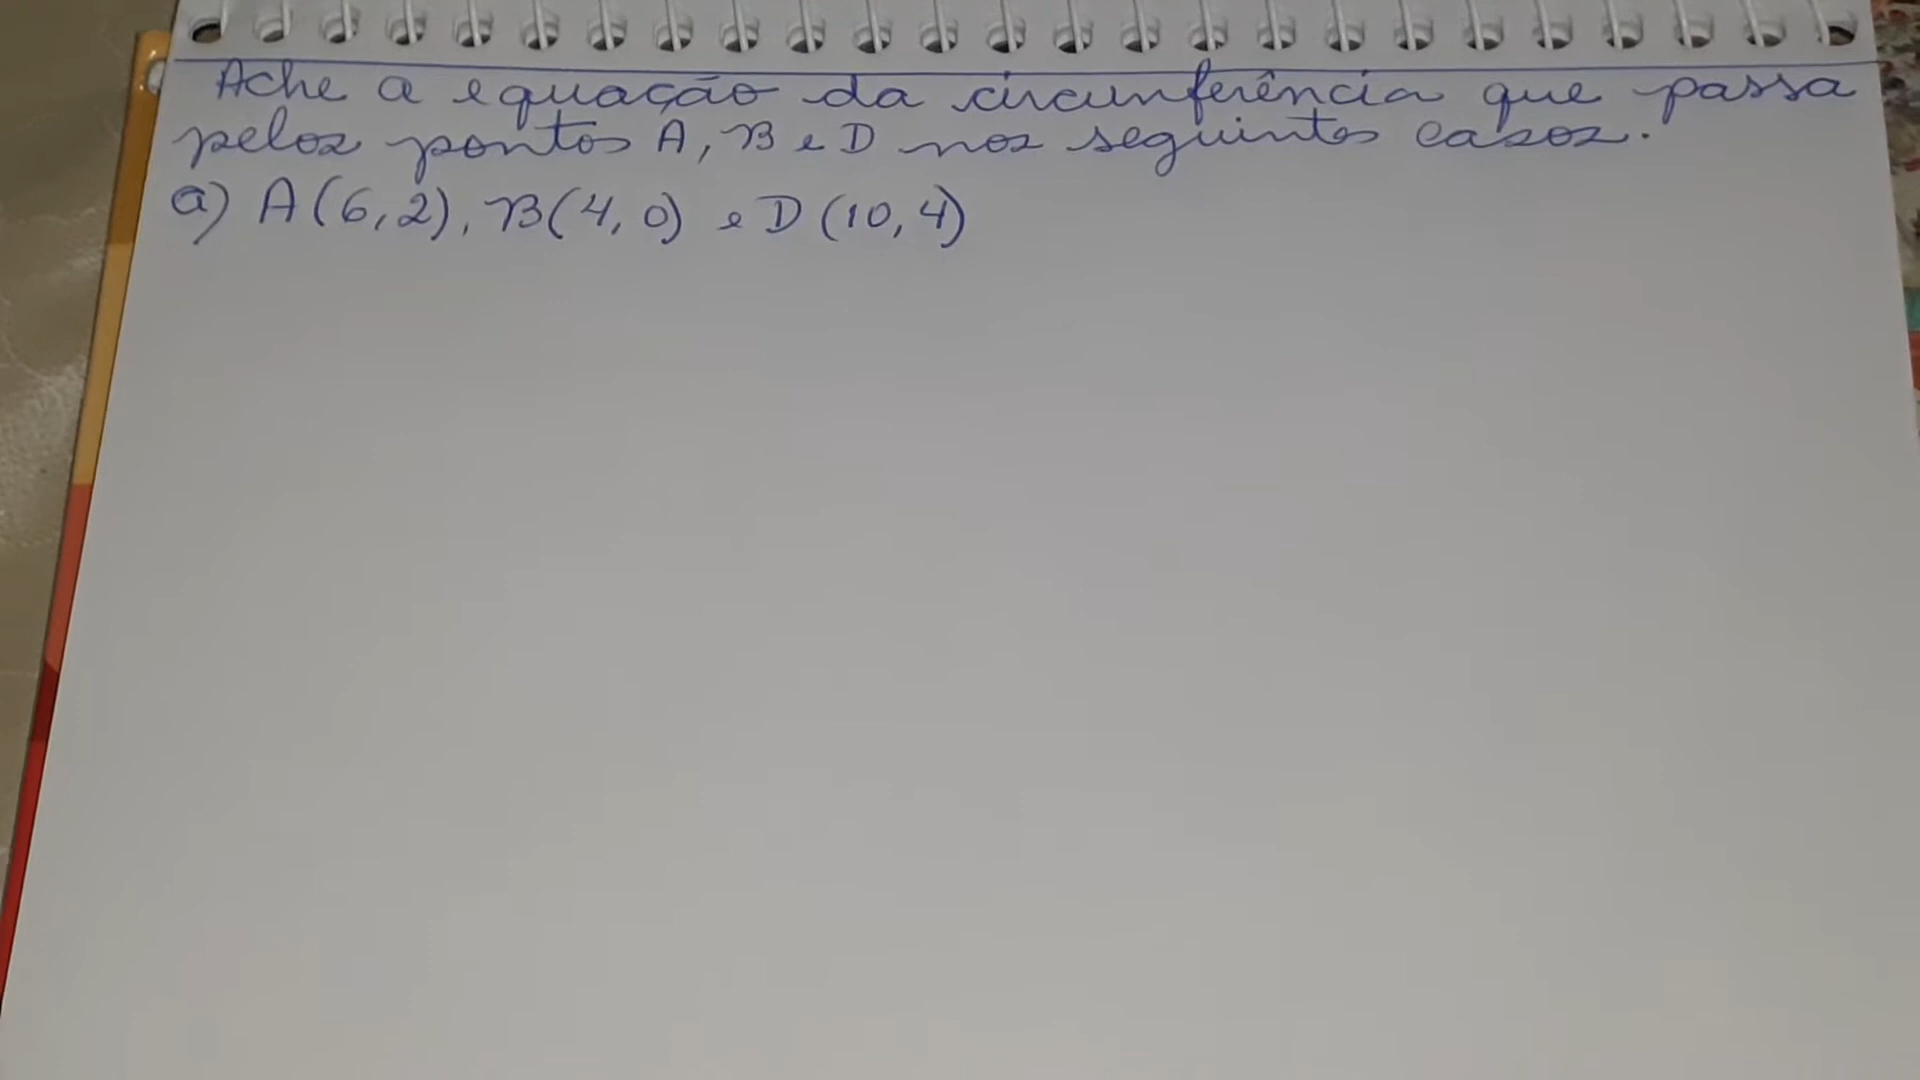 Ache a equação da circunferência que passa
pelos pontos A, B e D nos seguintes casos.
a) A(6,2), B(4,0) e D(10,4)